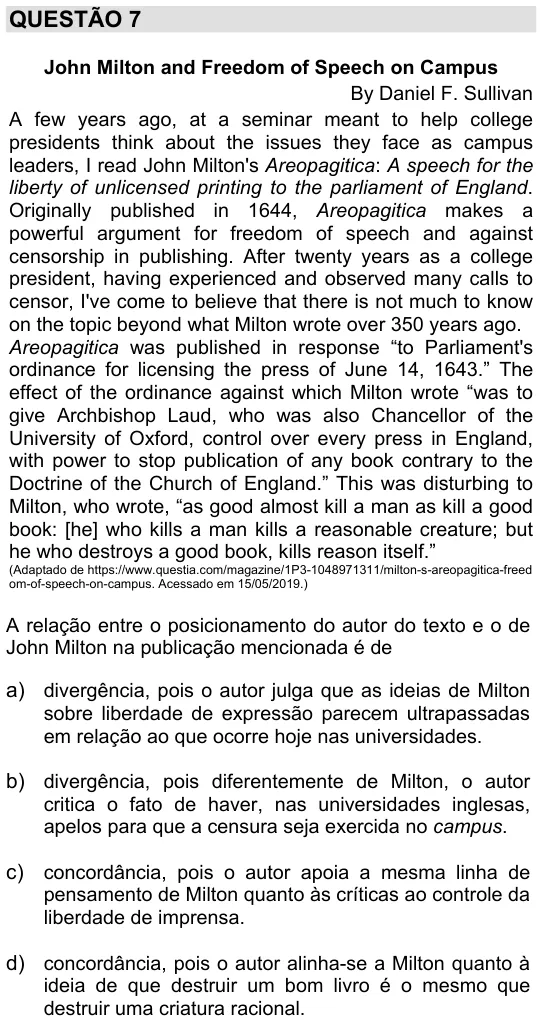 QUESTÃO 7
John Milton and Freedom of Speech on Campus
By Daniel F. Sullivan
A few years ago, at a seminar meant to help college
presidents think about the issues they face as campus
leaders, I read John Milton's Areopagitica: A speech for the
liberty of unlicensed printing to the parliament of England.
Originally published in 1644, Areopagitica makes a
powerful argument for freedom of speech and against
censorship in publishing. After twenty years as a college
president, having experienced and observed many calls to
censor, I've come to believe that there is not much to know
on the topic beyond what Milton wrote over 350 years ago.
Areopagitica was published in response “to Parliament's
ordinance for licensing the press of June 14, 1643.” The
effect of the ordinance against which Milton wrote “was to
give Archbishop Laud, who was also Chancellor of the
University of Oxford, control over every press in England,
with power to stop publication of any book contrary to the
Doctrine of the Church of England.” This was disturbing to
Milton, who wrote, “as good almost kill a man as kill a good
book: [he] who kills a man kills a reasonable creature; but
he who destroys a good book, kills reason itself.”
(Adaptado de https://www.questia.com/magazine/1P3-1048971311/milton-s-areopagitica-freed
om-of-speech-on-campus. Acessado em 15/05/2019.)
A relação entre o posicionamento do autor do texto e o de
John Milton na publicação mencionada é de
a) divergência, pois o autor julga que as ideias de Milton
sobre liberdade de expressão parecem ultrapassadas
em relação ao que ocorre hoje nas universidades.
b) divergência, pois diferentemente de Milton, o autor
critica o fato de haver, nas universidades inglesas,
apelos para que a censura seja exercida no campus.
c) concordância, pois o autor apoia a mesma linha de
pensamento de Milton quanto às críticas ao controle da
liberdade de imprensa.
d) concordância, pois o autor alinha-se a Milton quanto à
ideia de que destruir um bom livro é o mesmo que
destruir uma criatura racional.